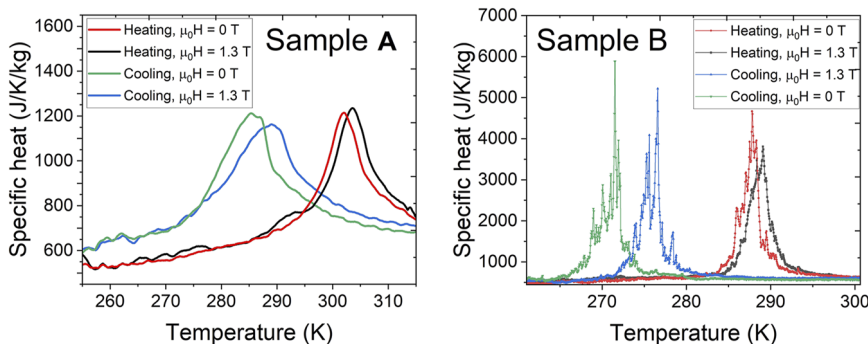 Sample A
Heating, μ₀H = 0 T
Heating, μ₀H = 1.3 T
Cooling, μ₀H = 0 T
Cooling, μ₀H = 1.3 T
Specific heat (J/K/kg)
1600
1400
1200
1000
800
600
260
270
280
290
300
310
Temperature (K)
Sample B
Heating, μ₀H = 0 T
Heating, μ₀H = 1.3 T
Cooling, μ₀H = 1.3 T
Cooling, μ₀H = 0 T
Specific heat (J/K/kg)
7000
6000
5000
4000
3000
2000
1000
270
280
290
300
Temperature (K)